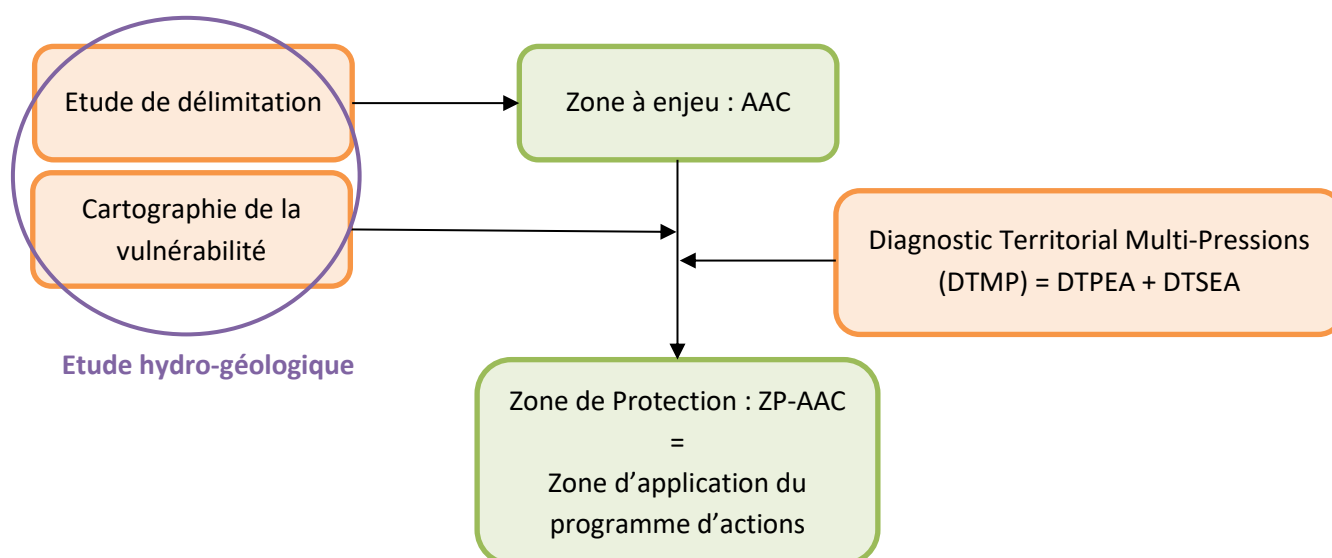 Etude de délimitation
Zone à enjeu : AAC
Cartographie de la
vulnérabilité
Diagnostic Territorial Multi-Pressions
(DTMP) = DTPEA + DTSEA
Etude hydro-géologique
Zone de Protection : ZP-AAC
=
Zone d’application du
programme d’actions